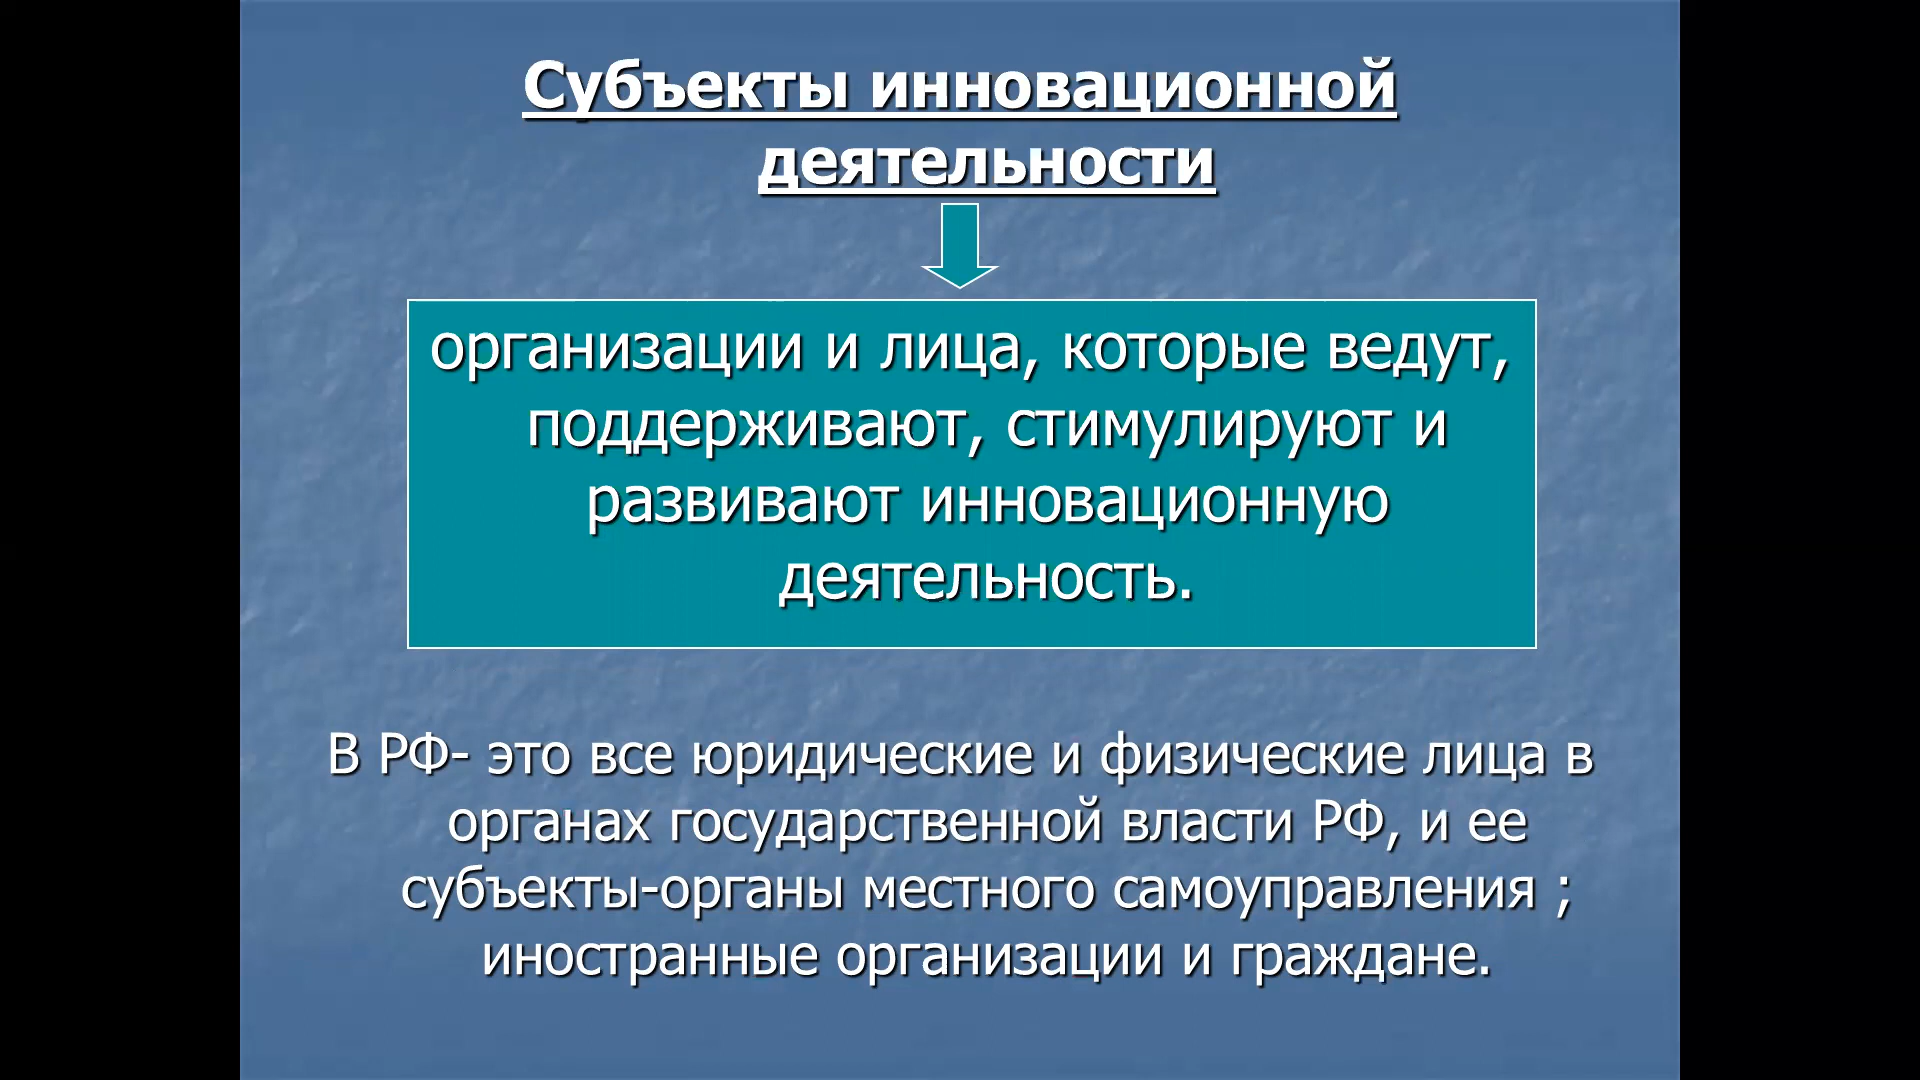 Субъекты инновационной
деятельности
организации и лица, которые ведут,
поддерживают, стимулируют и
развивают инновационную
деятельность.
В РФ- это все юридические и физические лица в
органах государственной власти РФ, и ее
субъекты-органы местного самоуправления ;
иностранные организации и граждане.